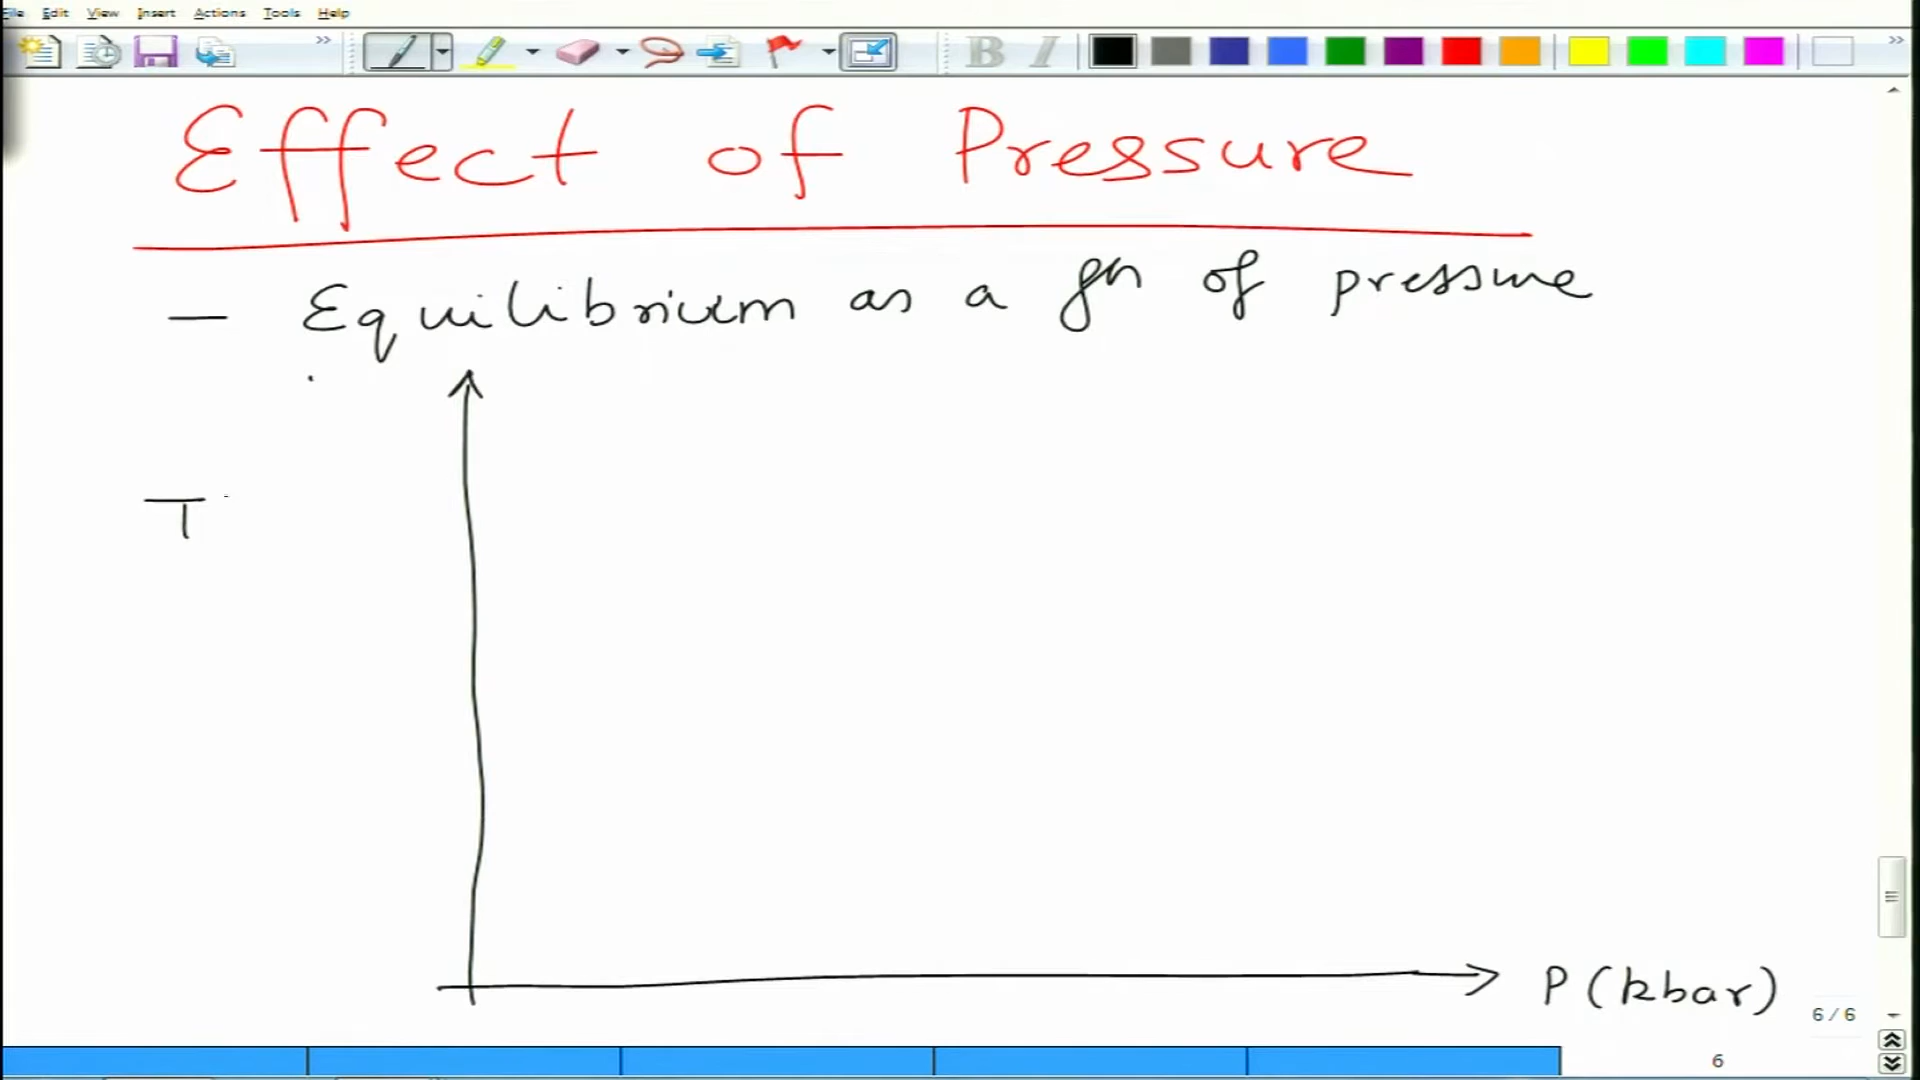 File Edit View Insert Actions Tools Help
B I
Effect of Pressure
— Equilibrium as a fn of pressure
T
P (kbar)
6 / 6
6